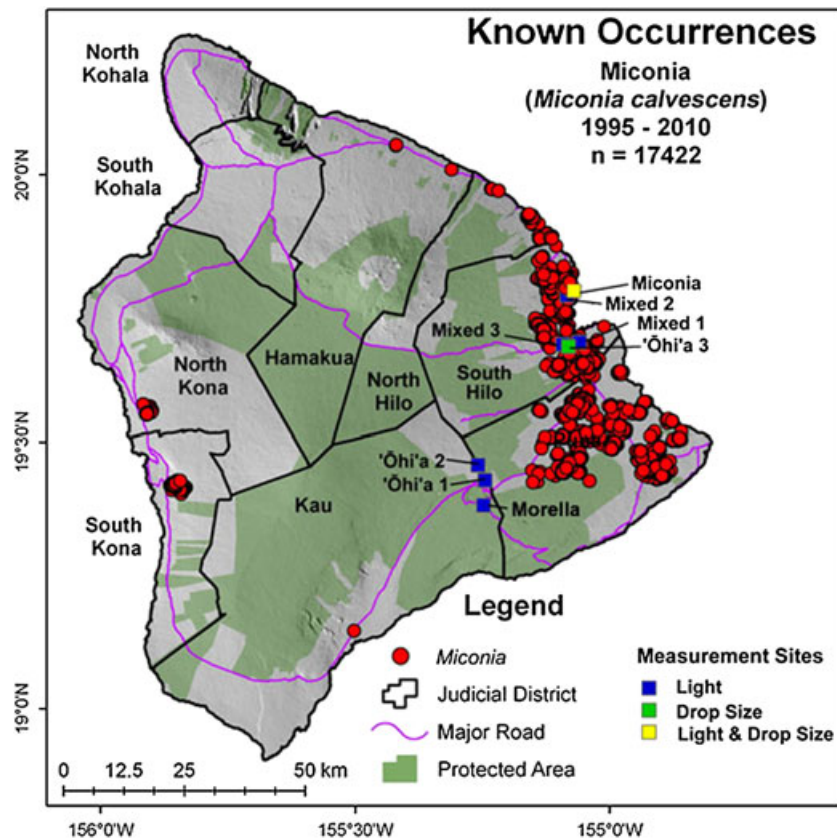 Known Occurrences
Miconia
(Miconia calvescens)
1995 - 2010
n = 17422
North
Kohala
South
Kohala
20°0'N
Miconia
Mixed 2
Mixed 1
Mixed 3
'Ōhi'a 3
Hamakua
North
Kona
North
Hilo
South
Hilo
19°30'N
'Ōhi'a 2
'Ōhi'a 1
Kau
Morella
South
Kona
Legend
Miconia
Judicial District
Major Road
Protected Area
Measurement Sites
Light
Drop Size
Light & Drop Size
19°0'N
0 12.5 25 50 km
156°0'W
155°30'W
155°0'W